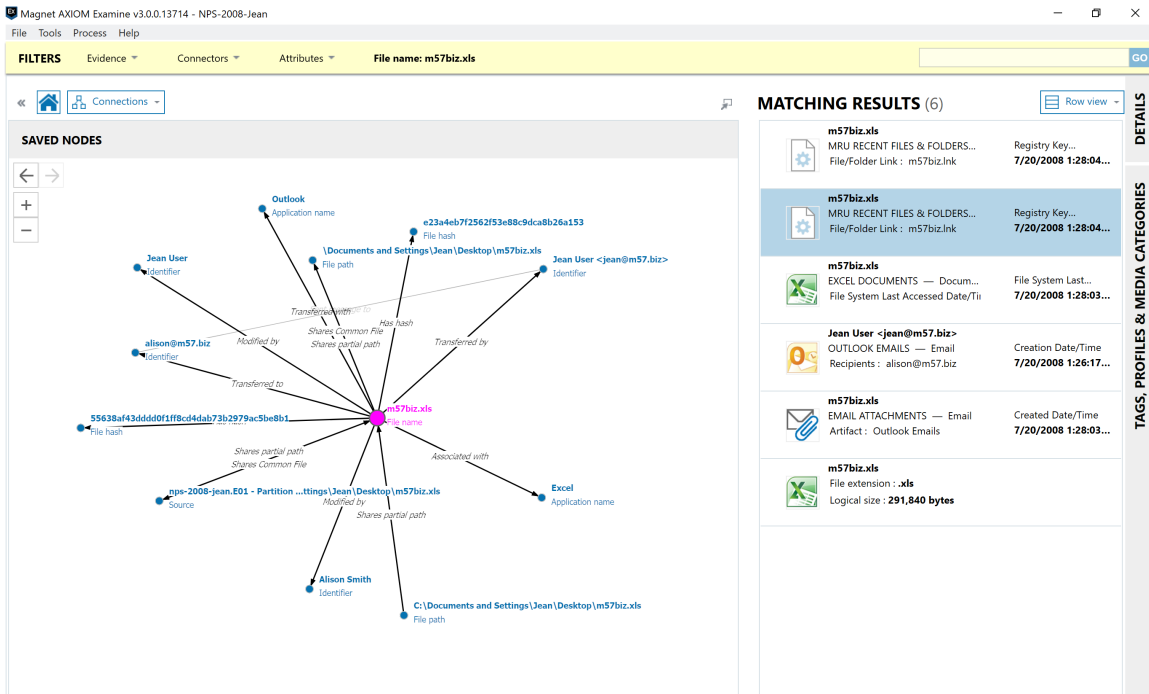 Magnet AXIOM Examine v3.0.0.13714 - NPS-2008-Jean
File Tools Process Help
FILTERS Evidence Connectors Attributes File name: m57biz.xls GO
Connections
SAVED NODES
Outlook
Application name
e23a4eb7f2562f53e88c9dca8b26a153
File hash
\Documents and Settings\Jean\Desktop\m57biz.xls
File path
Jean User
Identifier
Jean User <jean@m57.biz>
Identifier
Transferred with
Has hash
Shares Common File
Modified by
Shares partial path
Transferred by
alison@m57.biz
Identifier
Transferred to
m57biz.xls
File name
55638af43dddd0f1ff8cd4dab73b2979ac5be8b1
File hash
Shares partial path
Shares Common File
Associated with
nps-2008-jean.E01 - Partition ...ttings\Jean\Desktop\m57biz.xls
Source
Excel
Application name
Modified by
Shares partial path
Alison Smith
Identifier
C:\Documents and Settings\Jean\Desktop\m57biz.xls
File path
MATCHING RESULTS (6)
Row view
m57biz.xls
MRU RECENT FILES & FOLDERS... Registry Key...
File/Folder Link : m57biz.lnk 7/20/2008 1:28:04...
m57biz.xls
MRU RECENT FILES & FOLDERS... Registry Key...
File/Folder Link : m57biz.lnk 7/20/2008 1:28:04...
m57biz.xls
EXCEL DOCUMENTS — Docum... File System Last...
File System Last Accessed Date/Ti 7/20/2008 1:28:03...
Jean User <jean@m57.biz>
OUTLOOK EMAILS — Email Creation Date/Time
Recipients : alison@m57.biz 7/20/2008 1:26:17...
m57biz.xls
EMAIL ATTACHMENTS — Email Created Date/Time
Artifact : Outlook Emails 7/20/2008 1:28:03...
m57biz.xls
File extension : .xls
Logical size : 291,840 bytes
DETAILS
TAGS, PROFILES & MEDIA CATEGORIES